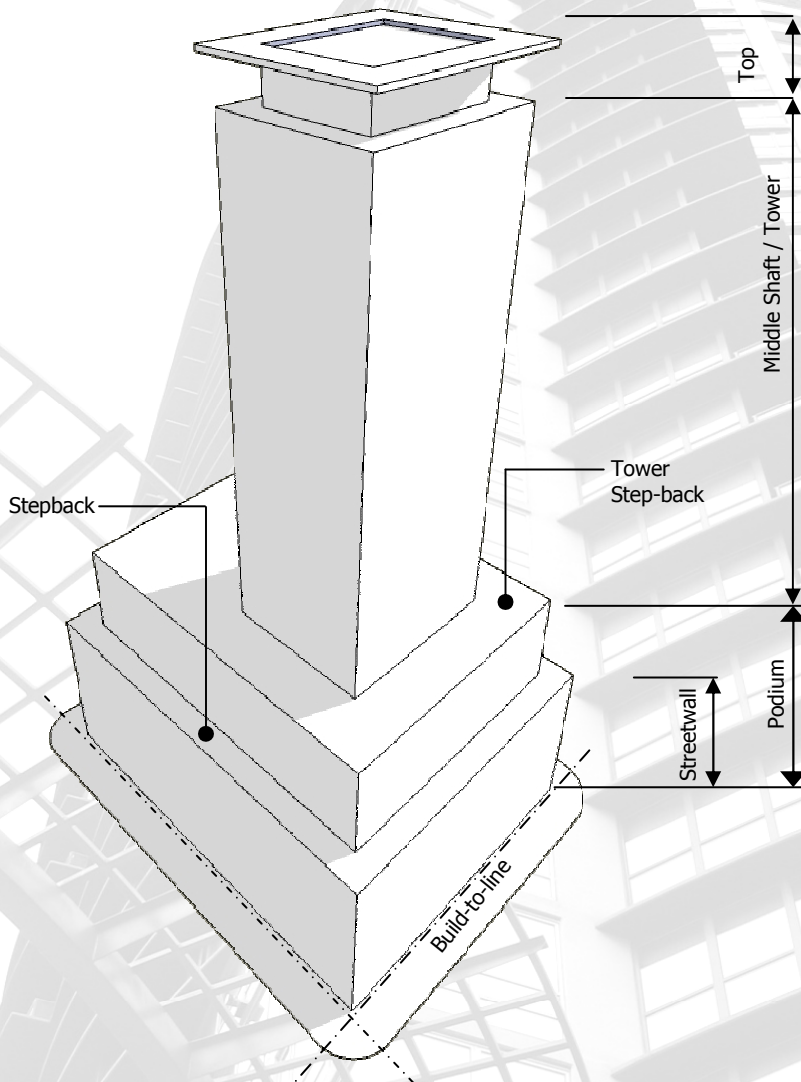 Top
Middle Shaft / Tower
Stepback
Tower
Step-back
Podium
Streetwall
Build-to-line